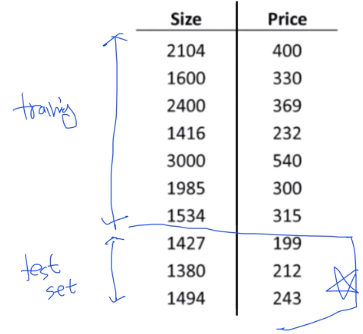 Size Price
2104 400
1600 330
2400 369
1416 232
3000 540
1985 300
1534 315
1427 199
1380 212
1494 243
training
test
set